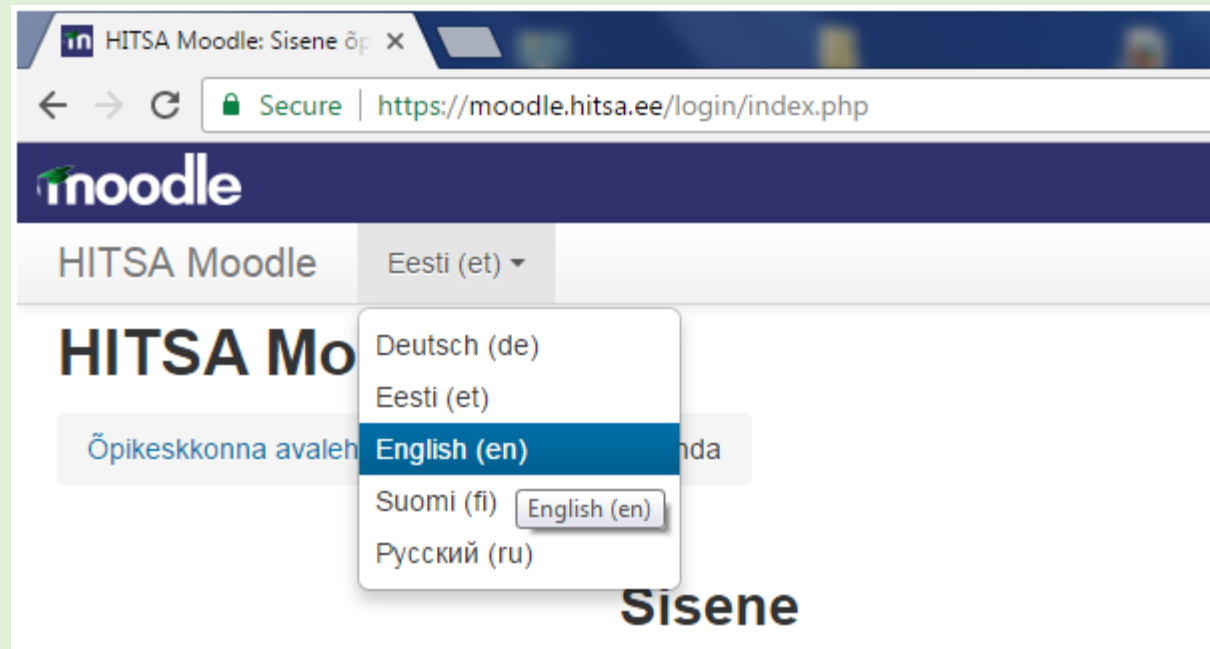 HITSA Moodle: Sisene õp
Secure https://moodle.hitsa.ee/login/index.php
moodle
HITSA Moodle Eesti (et)
HITSA Mo
Deutsch (de)
Eesti (et)
Õpikeskkonna avaleh English (en) nda
Suomi (fi) English (en)
Русский (ru)
Sisene